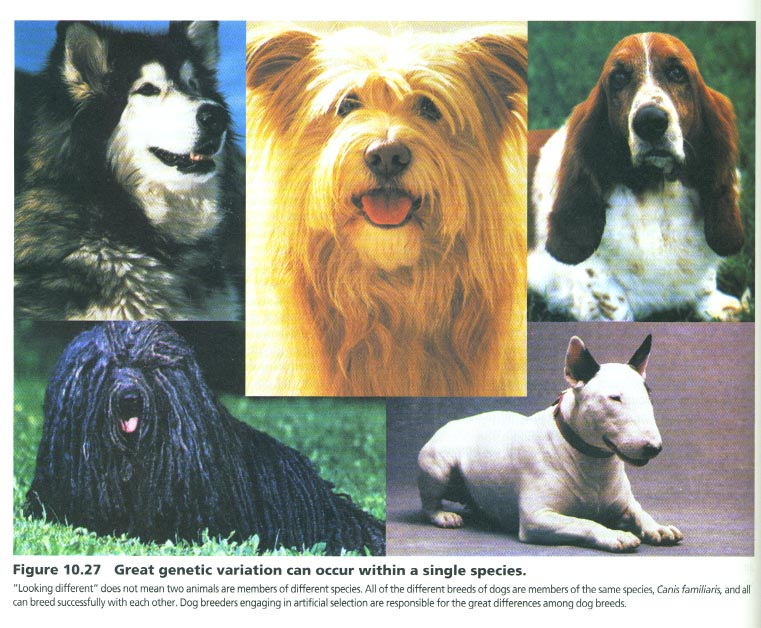 Figure 10.27 Great genetic variation can occur within a single species.
"Looking different" does not mean two animals are members of different species. All of the different breeds of dogs are members of the same species, Canis familiaris, and all
can breed successfully with each other. Dog breeders engaging in artificial selection are responsible for the great differences among dog breeds.